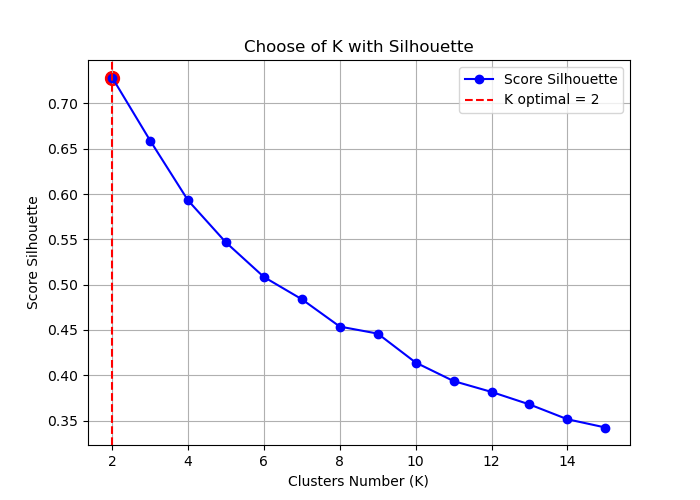 Choose of K with Silhouette
Score Silhouette
K optimal = 2
0.70
0.65
0.60
0.55
0.50
0.45
0.40
0.35
Score Silhouette
2 4 6 8 10 12 14
Clusters Number (K)